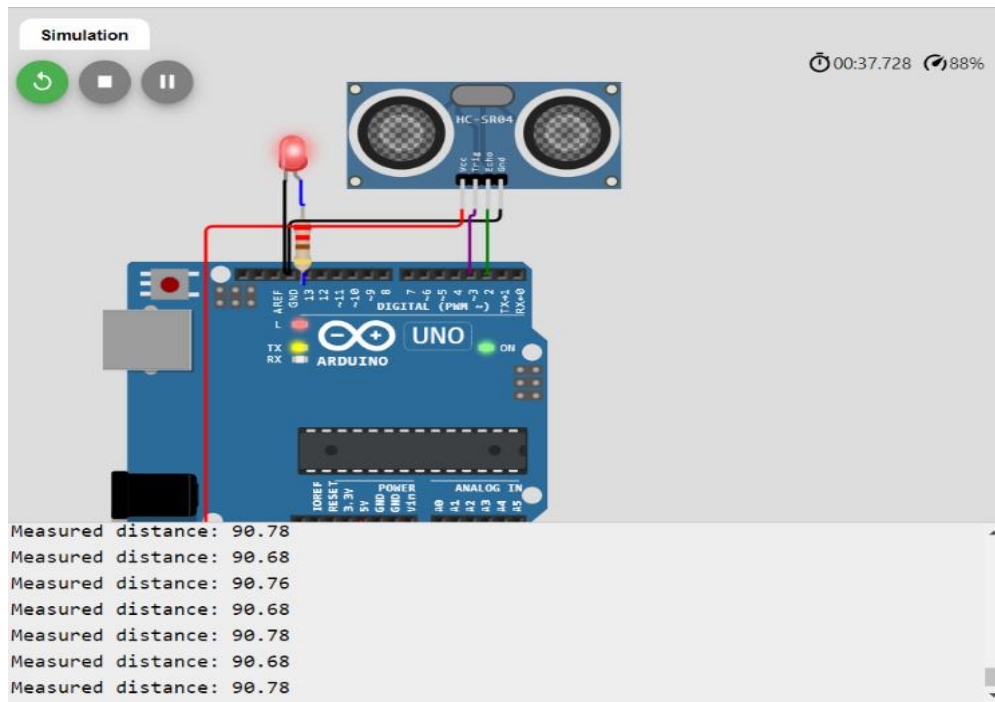 Simulation
00:37.728 88%
HC-SR04
Vcc
Trig
Echo
Gnd
AREF
GND
13
12
~11
~10
~9
8
7
~6
~5
4
~3
2
TX→1
RX←0
DIGITAL (PWM ~)
L
TX
RX
UNO
ON
ARDUINO
IOREF
RESET
3.3V
5V
GND
GND
Vin
POWER
ANALOG IN
A0
A1
A2
A3
A4
A5
Measured distance: 90.78
Measured distance: 90.68
Measured distance: 90.76
Measured distance: 90.68
Measured distance: 90.78
Measured distance: 90.68
Measured distance: 90.78